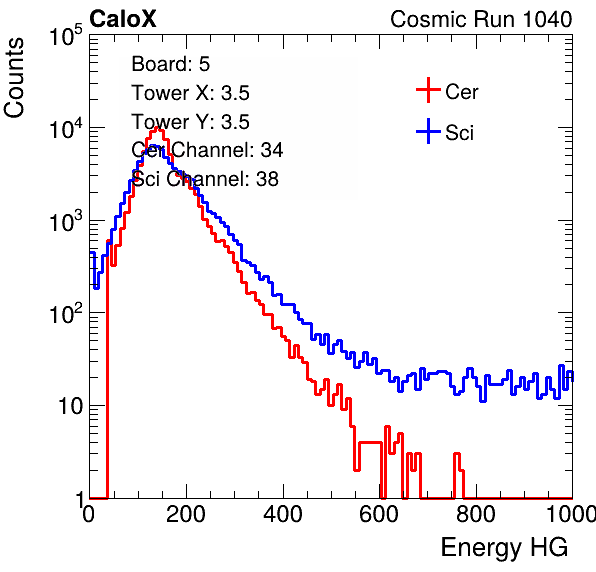 CaloX Cosmic Run 1040
Counts
10^5
10^4
10^3
10^2
10
1
Board: 5
Tower X: 3.5
Tower Y: 3.5
Cer Channel: 34
Sci Channel: 38
Cer
Sci
0 200 400 600 800 1000
Energy HG